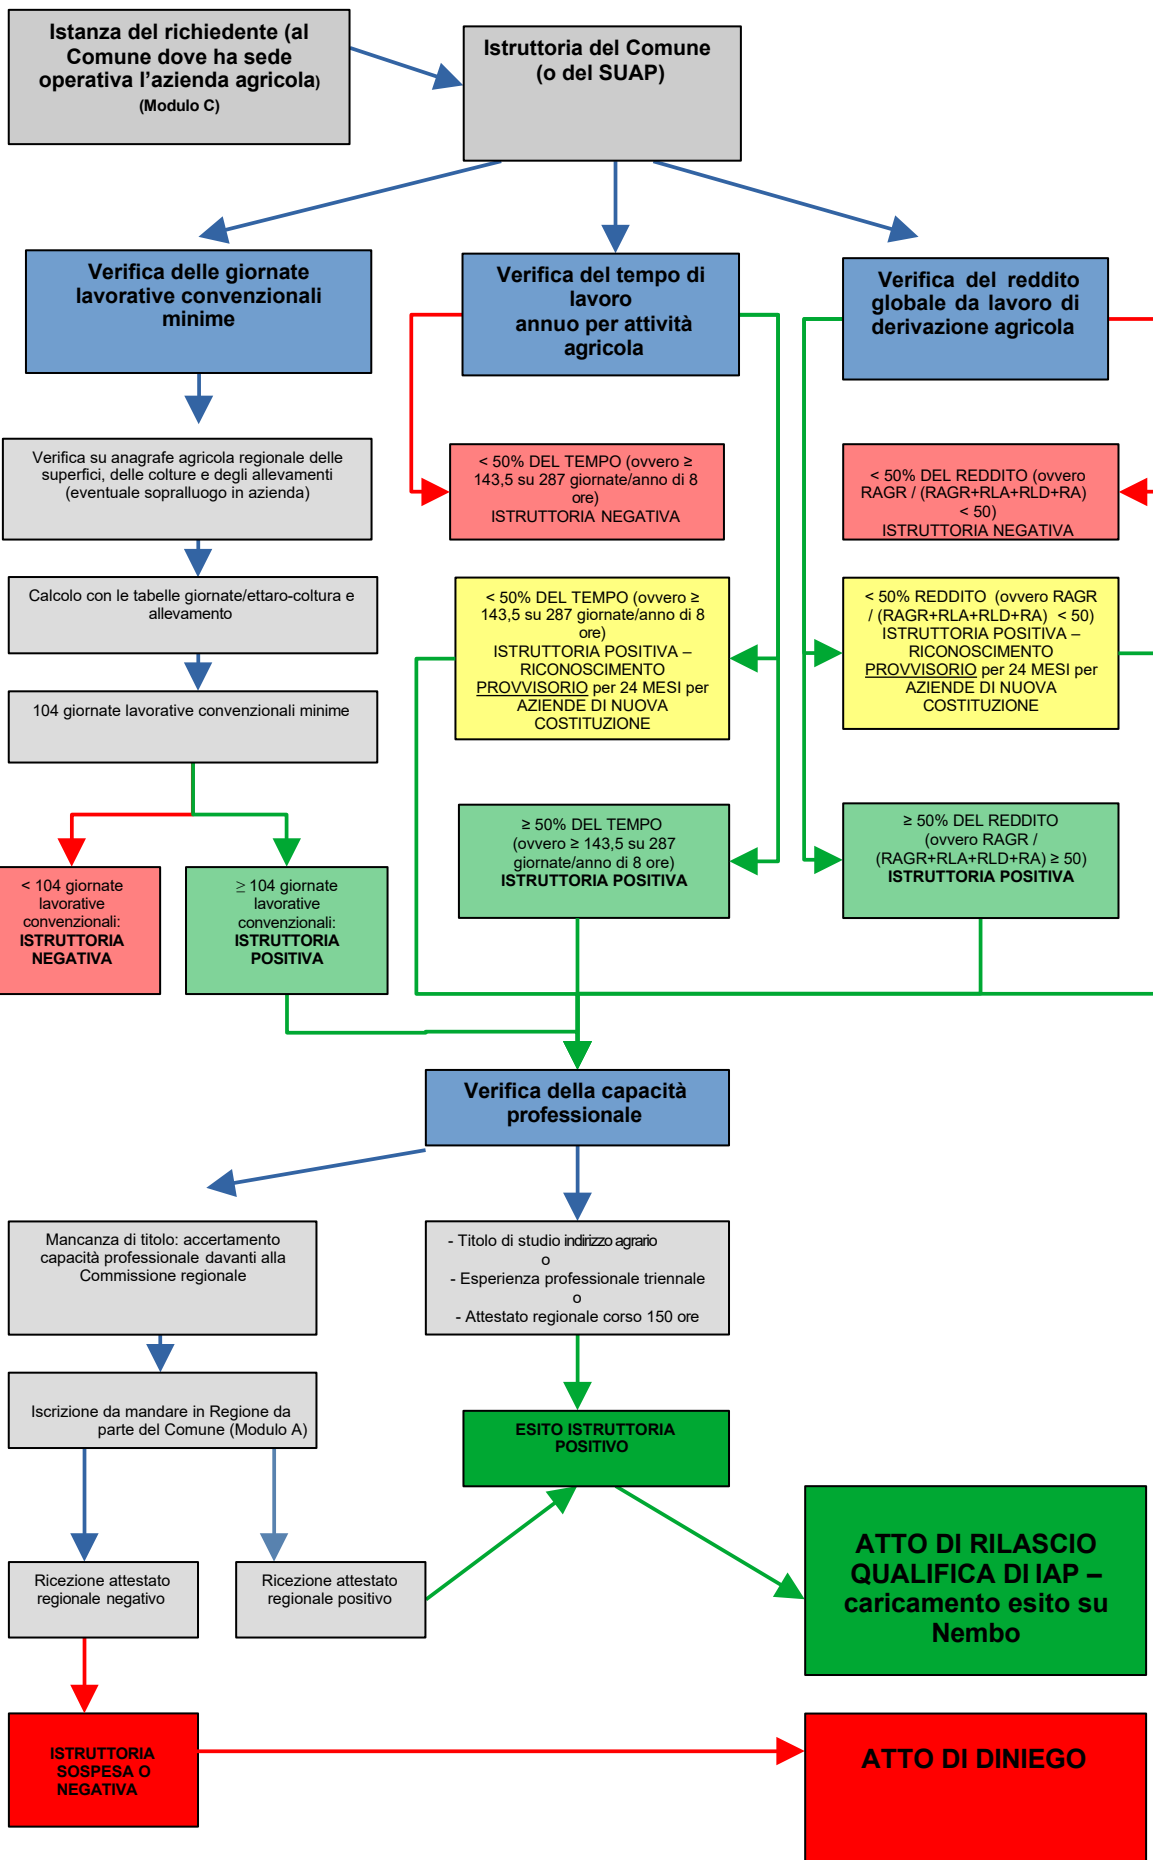 Istanza del richiedente (al
Comune dove ha sede
operativa l'azienda agricola)
(Modulo C)
Istruttoria del Comune
(o del SUAP)
Verifica delle giornate
lavorative convenzionali
minime
Verifica del tempo di
lavoro
annuo per attività
agricola
Verifica del reddito
globale da lavoro di
derivazione agricola
Verifica su anagrafe agricola regionale delle
superfici, delle colture e degli allevamenti
(eventuale sopralluogo in azienda)
< 50% DEL TEMPO (ovvero ≥
143,5 su 287 giornate/anno di 8
ore)
ISTRUTTORIA NEGATIVA
< 50% DEL REDDITO (ovvero
RAGR / (RAGR+RLA+RLD+RA)
< 50)
ISTRUTTORIA NEGATIVA
Calcolo con le tabelle giornate/ettaro-coltura e
allevamento
< 50% DEL TEMPO (ovvero ≥
143,5 su 287 giornate/anno di 8
ore)
ISTRUTTORIA POSITIVA –
RICONOSCIMENTO
PROVVISORIO per 24 MESI per
AZIENDE DI NUOVA
COSTITUZIONE
< 50% REDDITO (ovvero RAGR
/ (RAGR+RLA+RLD+RA) < 50)
ISTRUTTORIA POSITIVA –
RICONOSCIMENTO
PROVVISORIO per 24 MESI per
AZIENDE DI NUOVA
COSTITUZIONE
104 giornate lavorative convenzionali minime
≥ 50% DEL TEMPO
(ovvero ≥ 143,5 su 287
giornate/anno di 8 ore)
ISTRUTTORIA POSITIVA
≥ 50% DEL REDDITO
(ovvero RAGR /
(RAGR+RLA+RLD+RA) ≥ 50)
ISTRUTTORIA POSITIVA
< 104 giornate
lavorative
convenzionali:
ISTRUTTORIA
NEGATIVA
≥ 104 giornate
lavorative
convenzionali:
ISTRUTTORIA
POSITIVA
Verifica della capacità
professionale
Mancanza di titolo: accertamento
capacità professionale davanti alla
Commissione regionale
- Titolo di studio indirizzo agrario
o
- Esperienza professionale triennale
o
- Attestato regionale corso 150 ore
Iscrizione da mandare in Regione da
parte del Comune (Modulo A)
ESITO ISTRUTTORIA
POSITIVO
Ricezione attestato
regionale negativo
Ricezione attestato
regionale positivo
ATTO DI RILASCIO
QUALIFICA DI IAP –
caricamento esito su
Nembo
ISTRUTTORIA
SOSPESA O
NEGATIVA
ATTO DI DINIEGO